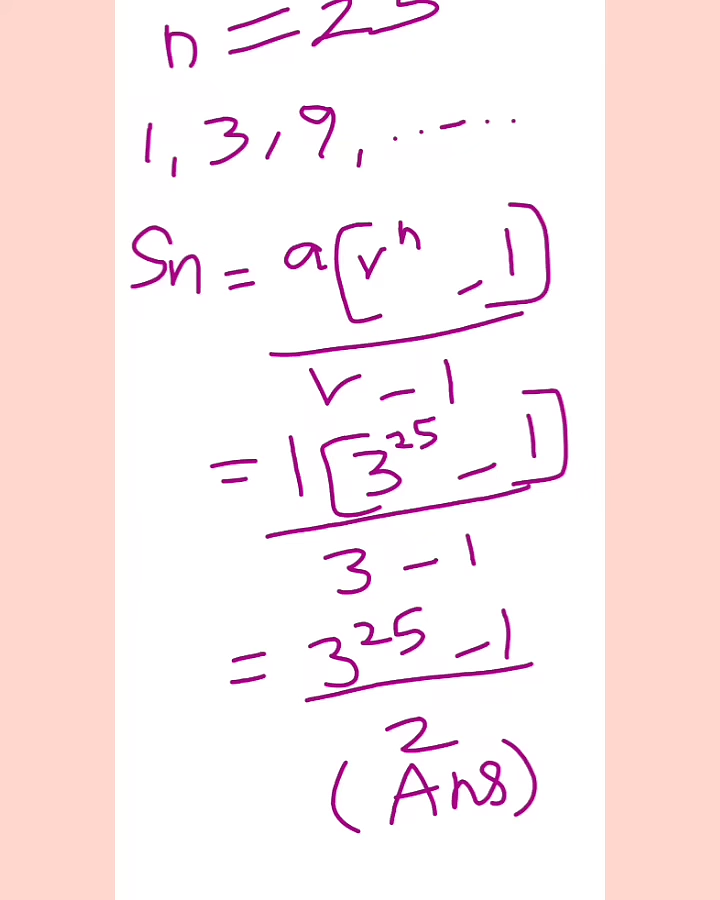 n = 25
1, 3, 9, ......
Sn = a[r^n - 1]
r - 1
= 1[3^25 - 1]
3 - 1
= 3^25 - 1
2
(Ans)